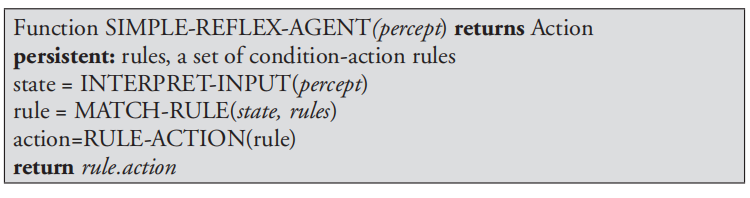 Function SIMPLE-REFLEX-AGENT(percept) returns Action
persistent: rules, a set of condition-action rules
state = INTERPRET-INPUT(percept)
rule = MATCH-RULE(state, rules)
action=RULE-ACTION(rule)
return rule.action